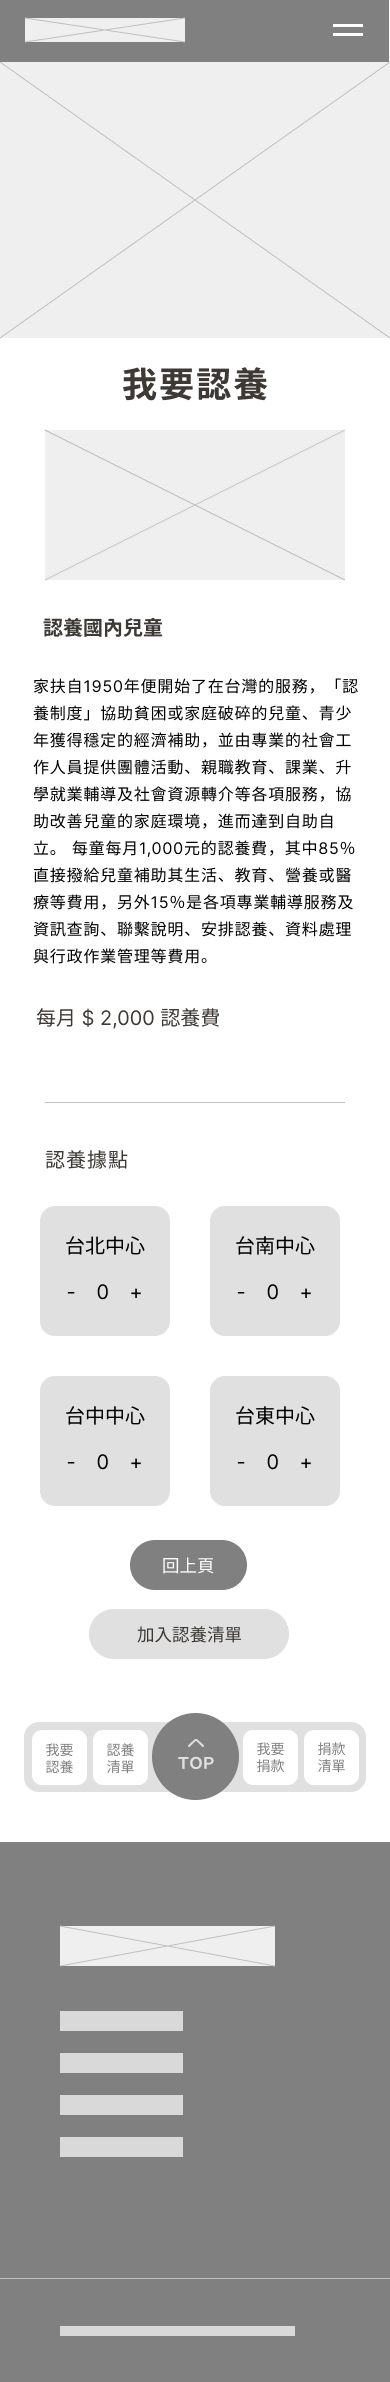 我要認養
認養國內兒童
家扶自1950年便開始了在台灣的服務，「認
養制度」協助貧困或家庭破碎的兒童、青少
年獲得穩定的經濟補助，並由專業的社會工
作人員提供團體活動、親職教育、課業、升
學就業輔導及社會資源轉介等各項服務，協
助改善兒童的家庭環境，進而達到自助自
立。 每童每月1,000元的認養費，其中85%
直接撥給兒童補助其生活、教育、營養或醫
療等費用，另外15%是各項專業輔導服務及
資訊查詢、聯繫說明、安排認養、資料處理
與行政作業管理等費用。
每月 $ 2,000 認養費
認養據點
台北中心
- 0 +
台南中心
- 0 +
台中中心
- 0 +
台東中心
- 0 +
回上頁
加入認養清單
我要
認養
認養
清單
TOP
我要
捐款
捐款
清單